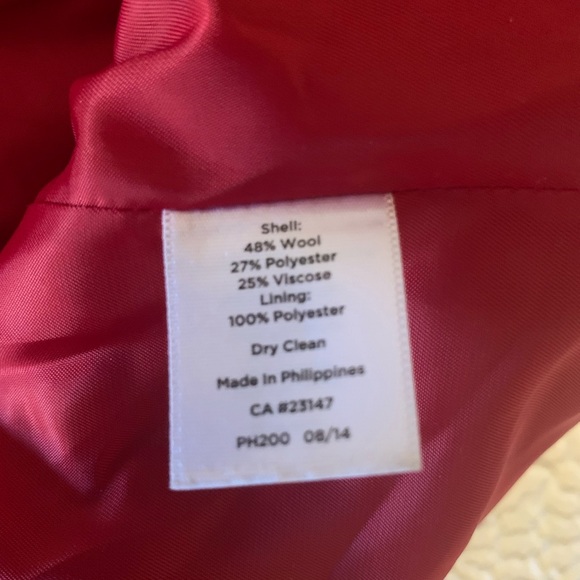 Shell:
48% Wool
27% Polyester
25% Viscose
Lining:
100% Polyester
Dry Clean
Made In Philippines
CA #23147
PH200 08/14